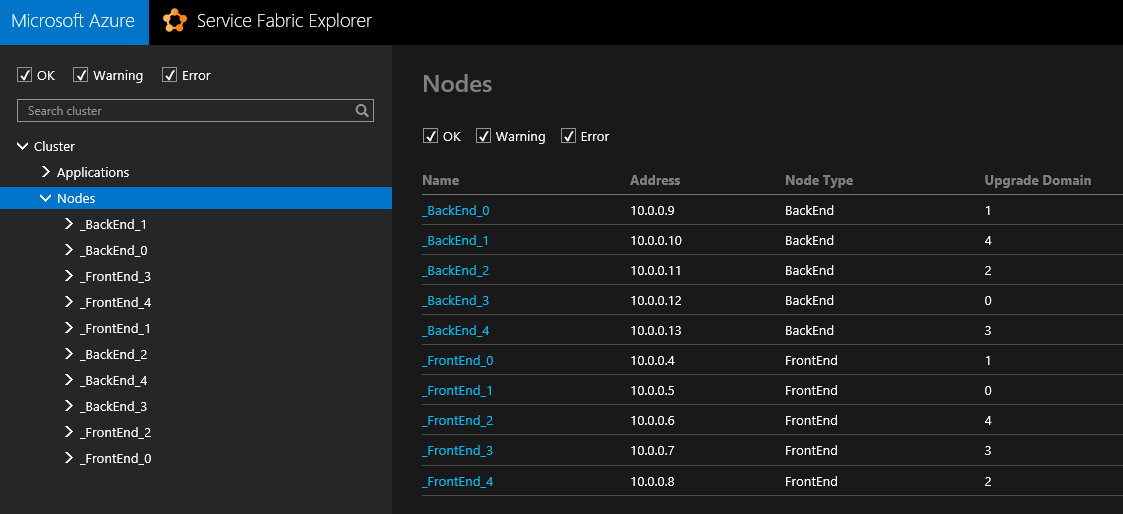 Microsoft Azure
Service Fabric Explorer
OK Warning Error
Search cluster
Cluster
Applications
Nodes
_BackEnd_1
_BackEnd_0
_FrontEnd_3
_FrontEnd_4
_FrontEnd_1
_BackEnd_2
_BackEnd_4
_BackEnd_3
_FrontEnd_2
_FrontEnd_0
Nodes
OK Warning Error
Name Address Node Type Upgrade Domain
_BackEnd_0 10.0.0.9 BackEnd 1
_BackEnd_1 10.0.0.10 BackEnd 4
_BackEnd_2 10.0.0.11 BackEnd 2
_BackEnd_3 10.0.0.12 BackEnd 0
_BackEnd_4 10.0.0.13 BackEnd 3
_FrontEnd_0 10.0.0.4 FrontEnd 1
_FrontEnd_1 10.0.0.5 FrontEnd 0
_FrontEnd_2 10.0.0.6 FrontEnd 4
_FrontEnd_3 10.0.0.7 FrontEnd 3
_FrontEnd_4 10.0.0.8 FrontEnd 2